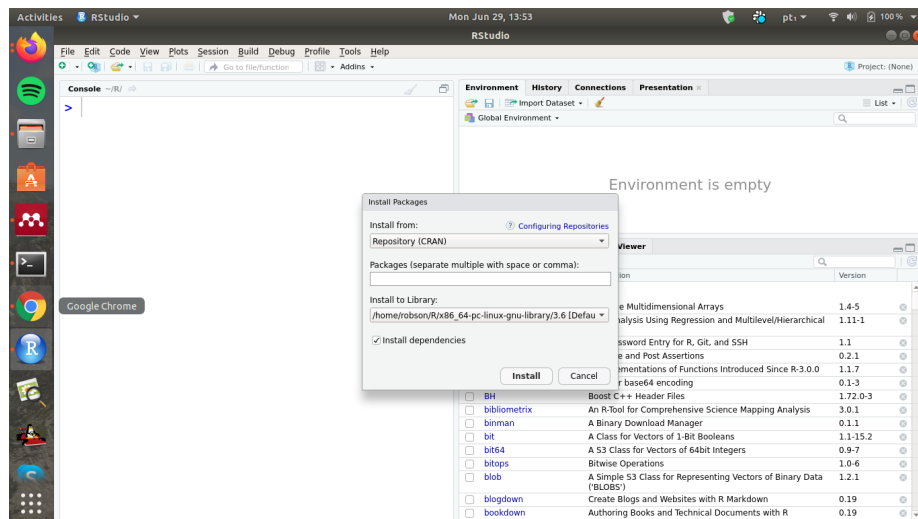 Activities RStudio Mon Jun 29, 13:53 pt1 100 %
RStudio
File Edit Code View Plots Session Build Debug Profile Tools Help
Go to file/function Addins Project: (None)
Console ~/R/
>
Environment History Connections Presentation
Import Dataset List
Global Environment
Environment is empty
Install Packages
Install from: ? Configuring Repositories
Repository (CRAN)
Packages (separate multiple with space or comma):
Install to Library:
/home/robson/R/x86_64-pc-linux-gnu-library/3.6 [Defau
Install dependencies
Install Cancel
Google Chrome
Viewer
Version
e Multidimensional Arrays 1.4-5
nalysis Using Regression and Multilevel/Hierarchical 1.11-1
ssword Entry for R, Git, and SSH 1.1
e and Post Assertions 0.2.1
ementations of Functions Introduced Since R-3.0.0 1.1.7
r base64 encoding 0.1-3
BH Boost C++ Header Files 1.72.0-3
bibliometrix An R-Tool for Comprehensive Science Mapping Analysis 3.0.1
binman A Binary Download Manager 0.1.1
bit A Class for Vectors of 1-Bit Booleans 1.1-15.2
bit64 A S3 Class for Vectors of 64bit Integers 0.9-7
bitops Bitwise Operations 1.0-6
blob A Simple S3 Class for Representing Vectors of Binary Data 1.2.1
('BLOBS')
blogdown Create Blogs and Websites with R Markdown 0.19
bookdown Authoring Books and Technical Documents with R 0.19